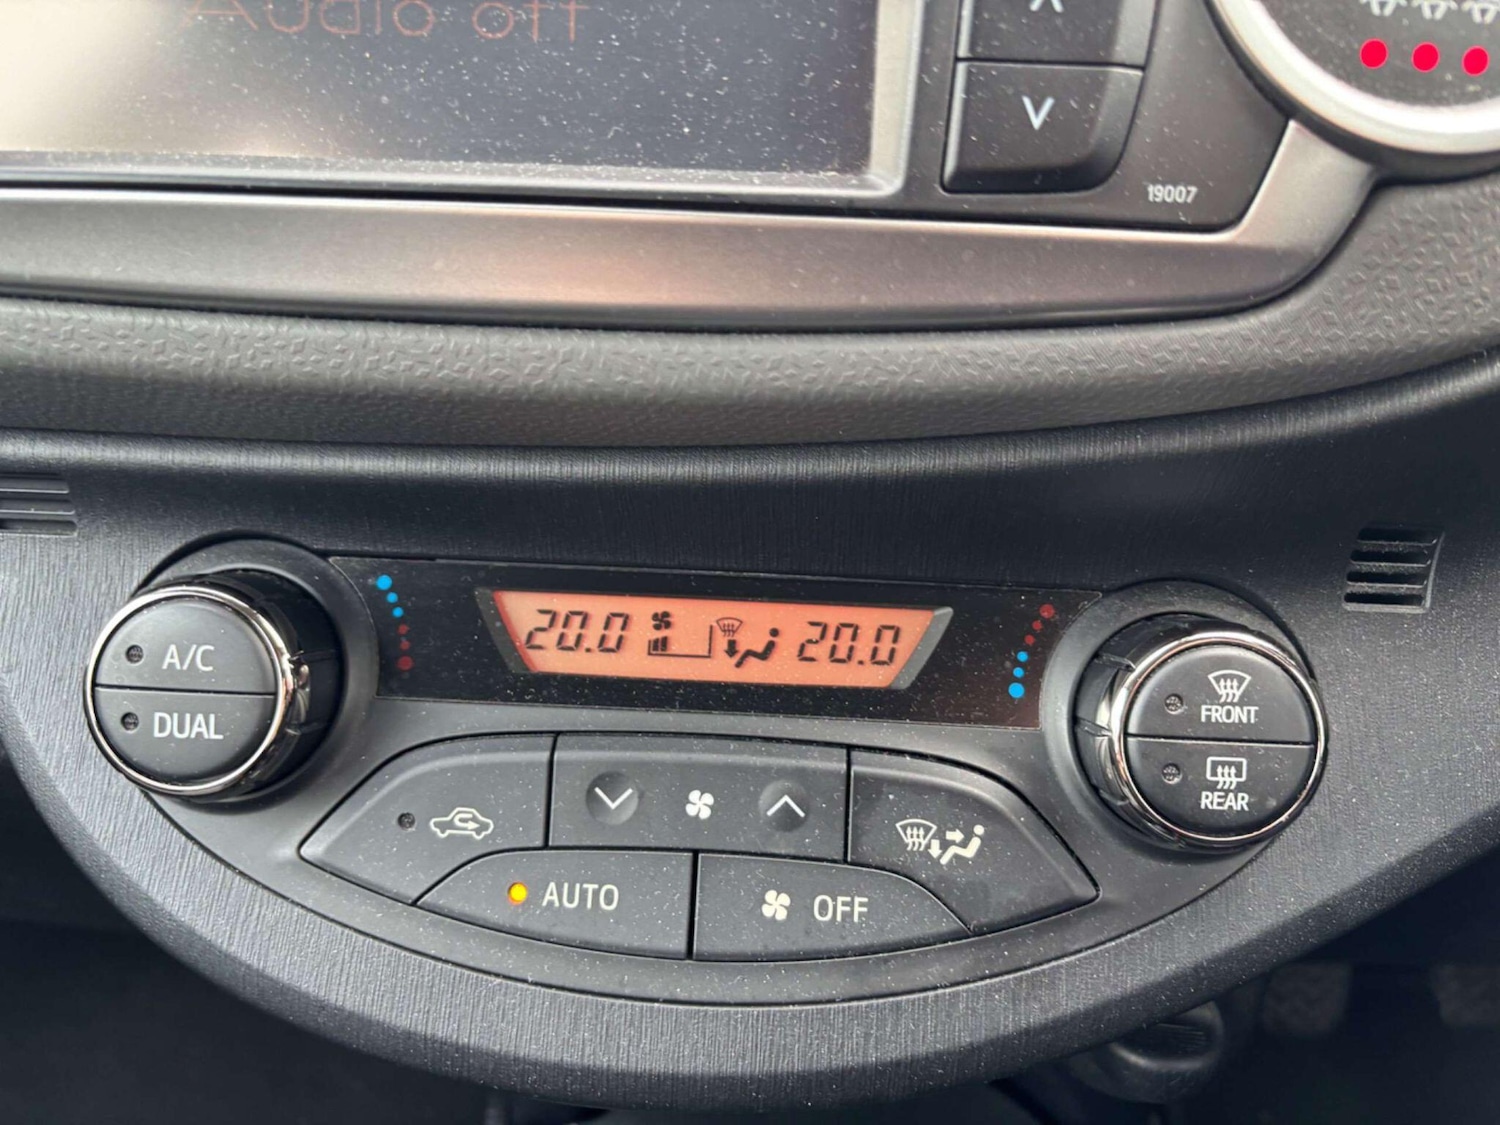 Audio off
19007
20.0 20.0
A/C
DUAL
FRONT
REAR
AUTO
OFF